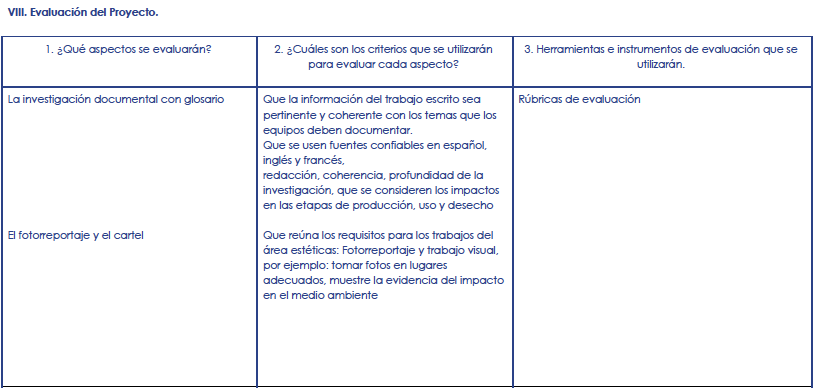 VIII. Evaluación del Proyecto.
1. ¿Qué aspectos se evaluarán?
2. ¿Cuáles son los criterios que se utilizarán
para evaluar cada aspecto?
3. Herramientas e instrumentos de evaluación que se
utilizarán.
La investigación documental con glosario
Que la información del trabajo escrito sea
pertinente y coherente con los temas que los
equipos deben documentar.
Que se usen fuentes confiables en español,
inglés y francés,
redacción, coherencia, profundidad de la
investigación, que se consideren los impactos
en las etapas de producción, uso y desecho
Rúbricas de evaluación
El fotorreportaje y el cartel
Que reúna los requisitos para los trabajos del
área estéticas: Fotorreportaje y trabajo visual,
por ejemplo: tomar fotos en lugares
adecuados, muestre la evidencia del impacto
en el medio ambiente